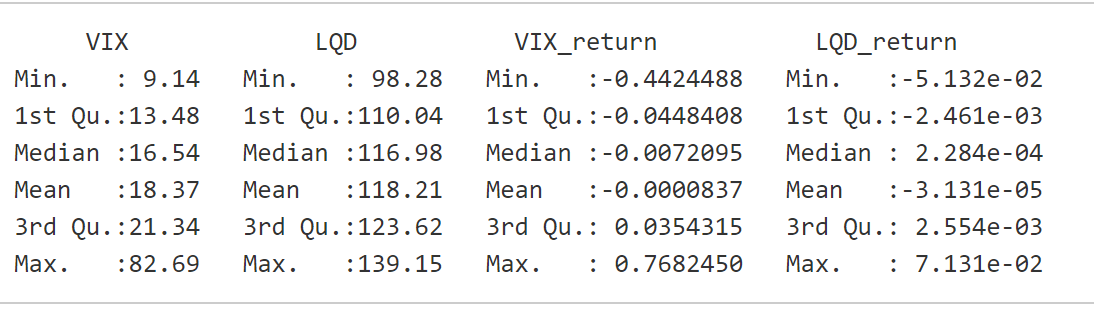 VIX             LQD           VIX_return           LQD_return
Min.   : 9.14   Min.   : 98.28   Min.   :-0.4424488   Min.   :-5.132e-02
1st Qu.:13.48   1st Qu.:110.04   1st Qu.:-0.0448408   1st Qu.:-2.461e-03
Median :16.54   Median :116.98   Median :-0.0072095   Median : 2.284e-04
Mean   :18.37   Mean   :118.21   Mean   :-0.0000837   Mean   :-3.131e-05
3rd Qu.:21.34   3rd Qu.:123.62   3rd Qu.: 0.0354315   3rd Qu.: 2.554e-03
Max.   :82.69   Max.   :139.15   Max.   : 0.7682450   Max.   : 7.131e-02